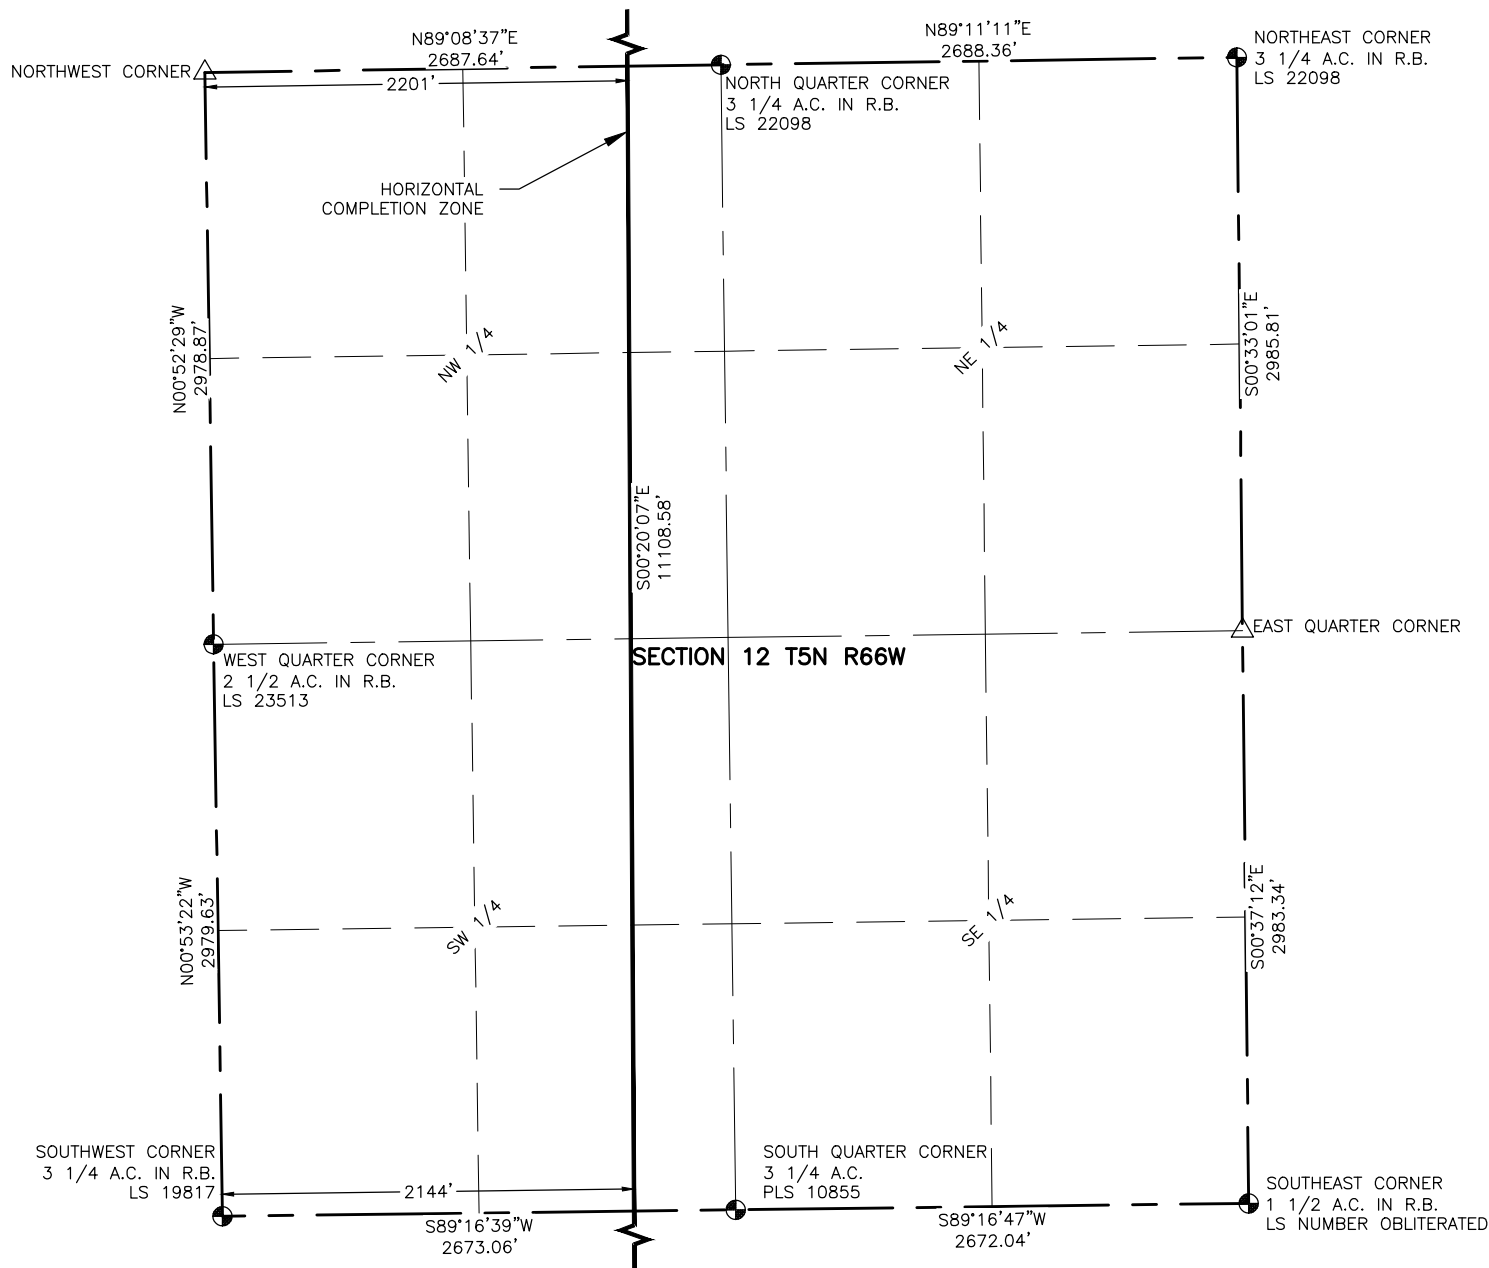 N89°08'37"E
2687.64'
N89°11'11"E
2688.36'
NORTHWEST CORNER
2201'
NORTH QUARTER CORNER
3 1/4 A.C. IN R.B.
LS 22098
NORTHEAST CORNER
3 1/4 A.C. IN R.B.
LS 22098
HORIZONTAL
COMPLETION ZONE
N00°52'29"W
2978.87'
NW 1/4
NE 1/4
S00°33'01"E
2985.81'
S00°20'07"E
11108.58'
WEST QUARTER CORNER
2 1/2 A.C. IN R.B.
LS 23513
SECTION 12 T5N R66W
EAST QUARTER CORNER
N00°53'22"W
2979.63'
SW 1/4
SE 1/4
S00°37'12"E
2983.34'
SOUTHWEST CORNER
3 1/4 A.C. IN R.B.
LS 19817
2144'
SOUTH QUARTER CORNER
3 1/4 A.C.
PLS 10855
SOUTHEAST CORNER
1 1/2 A.C. IN R.B.
LS NUMBER OBLITERATED
S89°16'39"W
2673.06'
S89°16'47"W
2672.04'